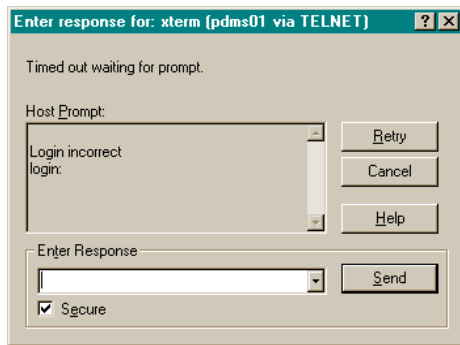 Enter response for: xterm (pdms01 via TELNET)
Timed out waiting for prompt.
Host Prompt:
Retry
Login incorrect
login:
Cancel
Help
Enter Response
Send
Secure